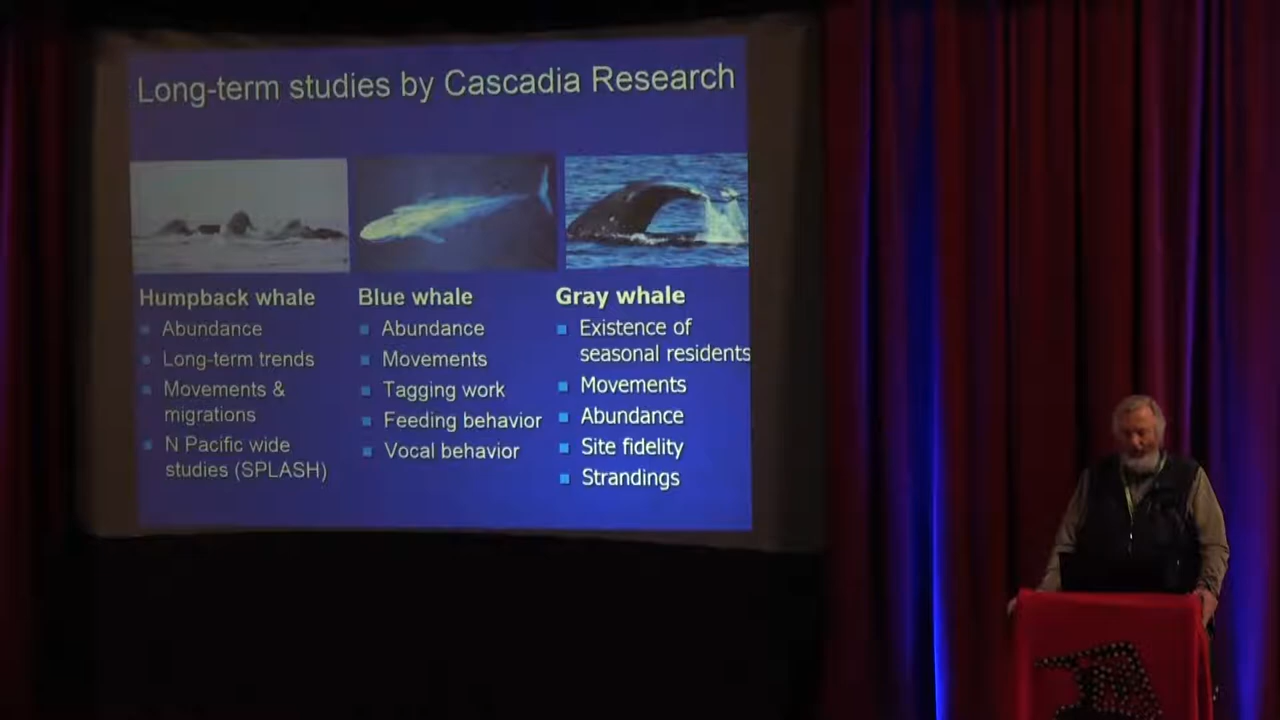 Long-term studies by Cascadia Research
Humpback whale
Abundance
Long-term trends
Movements &
migrations
N Pacific wide
studies (SPLASH)
Blue whale
Abundance
Movements
Tagging work
Feeding behavior
Vocal behavior
Gray whale
Existence of
seasonal residents
Movements
Abundance
Site fidelity
Strandings